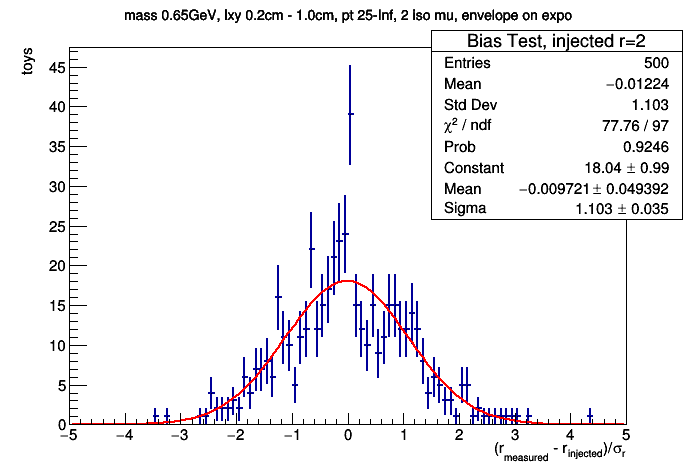 mass 0.65GeV, lxy 0.2cm - 1.0cm, pt 25-Inf, 2 Iso mu, envelope on expo
Bias Test, injected r=2
Entries 500
Mean −0.01224
Std Dev 1.103
χ² / ndf 77.76 / 97
Prob 0.9246
Constant 18.04 ± 0.99
Mean −0.009721 ± 0.049392
Sigma 1.103 ± 0.035
toys
45
40
35
30
25
20
15
10
5
0
−5 −4 −3 −2 −1 0 1 2 3 4 5
(r_measured - r_injected)/σ_r